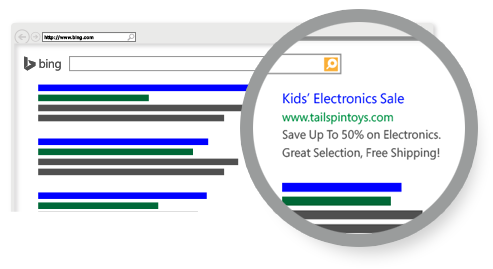 http://www.bing.com
bing
Kids' Electronics Sale
www.tailspintoys.com
Save Up To 50% on Electronics.
Great Selection, Free Shipping!